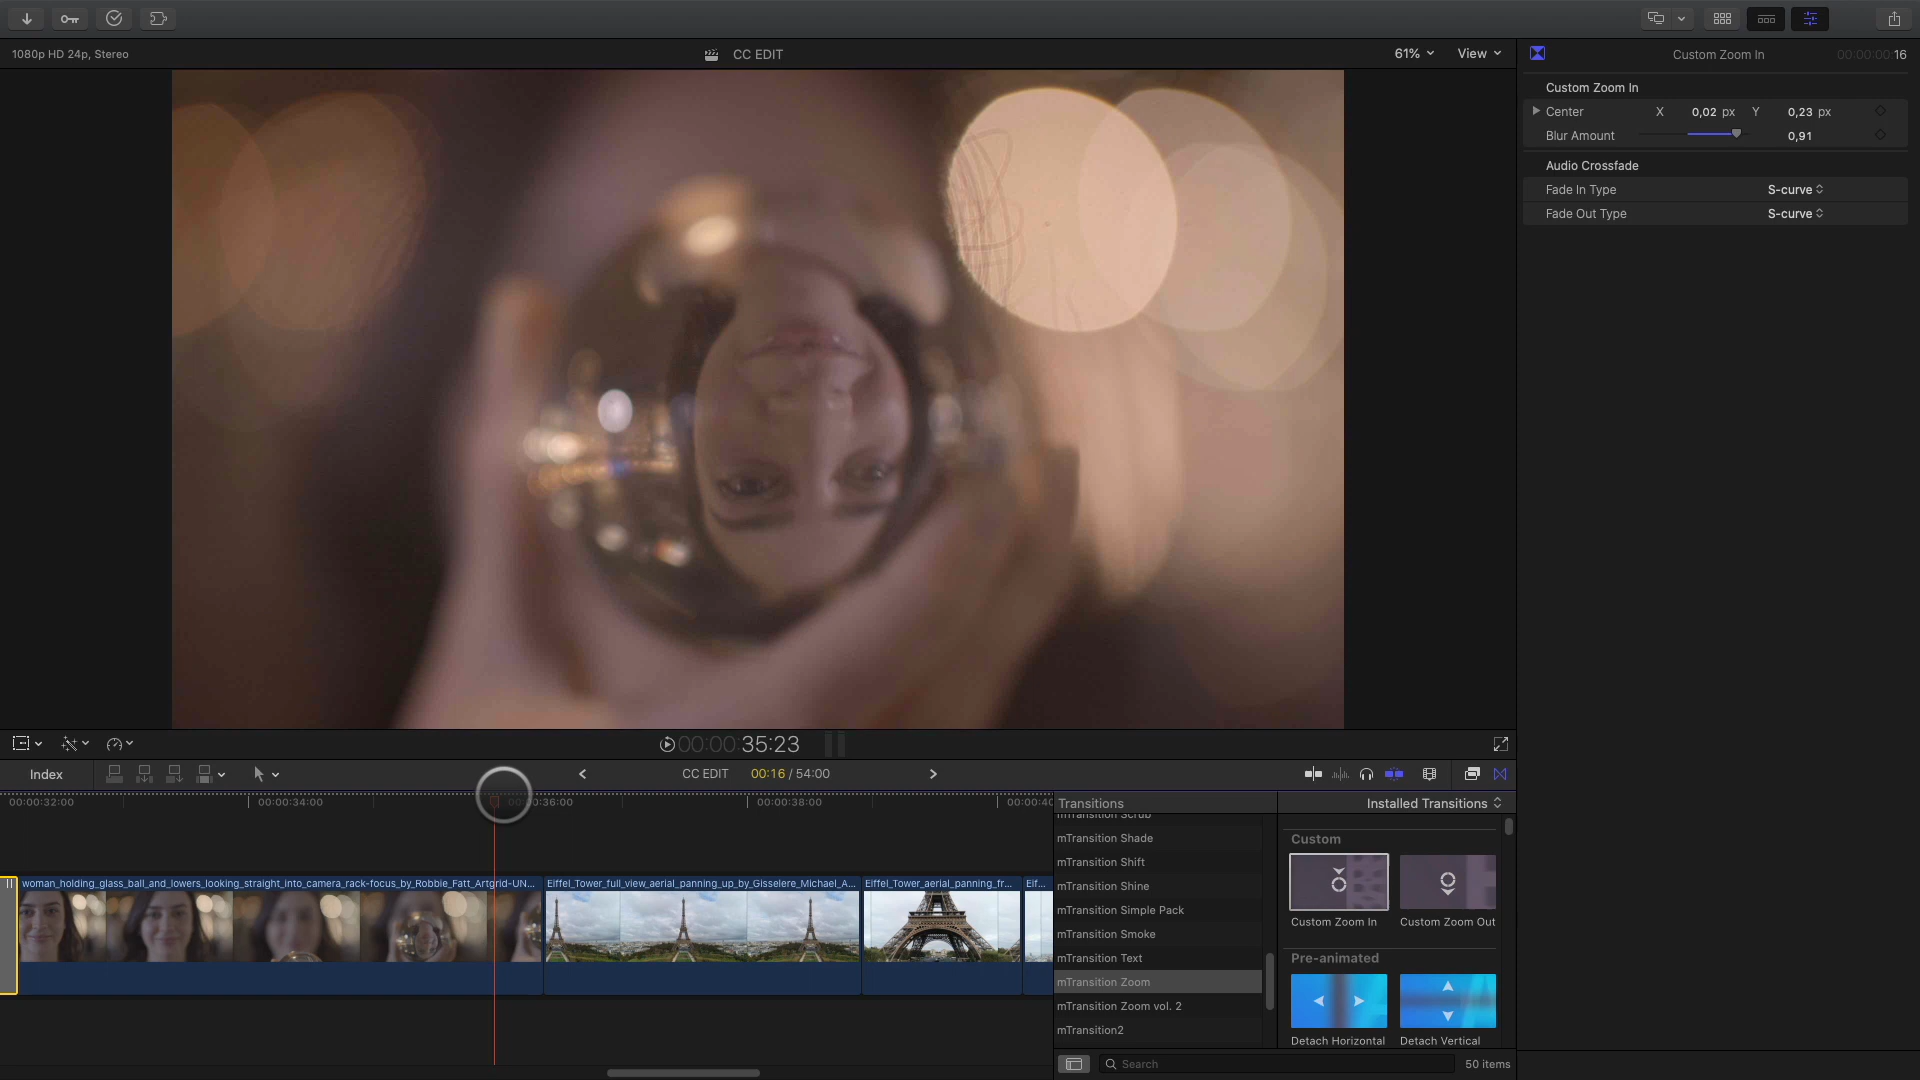 1080p HD 24p, Stereo
CC EDIT
61%
View
Custom Zoom In
00:00:00:16
Custom Zoom In
Center X 0,02 px Y 0,23 px
Blur Amount 0,91
Audio Crossfade
Fade In Type S-curve
Fade Out Type S-curve
00:00:35:23
Index
CC EDIT 00:16 / 54:00
00:00:32:00
00:00:34:00
00:00:36:00
00:00:38:00
00:00:40
woman_holding_glass_ball_and_lowers_looking_straight_into_camera_rack-focus_by_Robbie_Fatt_Artgrid-UN...
Eiffel_Tower_full_view_aerial_panning_up_by_Gisselere_Michael_A...
Eiffel_Tower_aerial_panning_fr...
Eif...
Transitions
Installed Transitions
mTransition Scrub
mTransition Shade
mTransition Shift
mTransition Shine
mTransition Simple Pack
mTransition Smoke
mTransition Text
mTransition Zoom
mTransition Zoom vol. 2
mTransition2
Custom
Custom Zoom In
Custom Zoom Out
Pre-animated
Detach Horizontal
Detach Vertical
Search
50 items